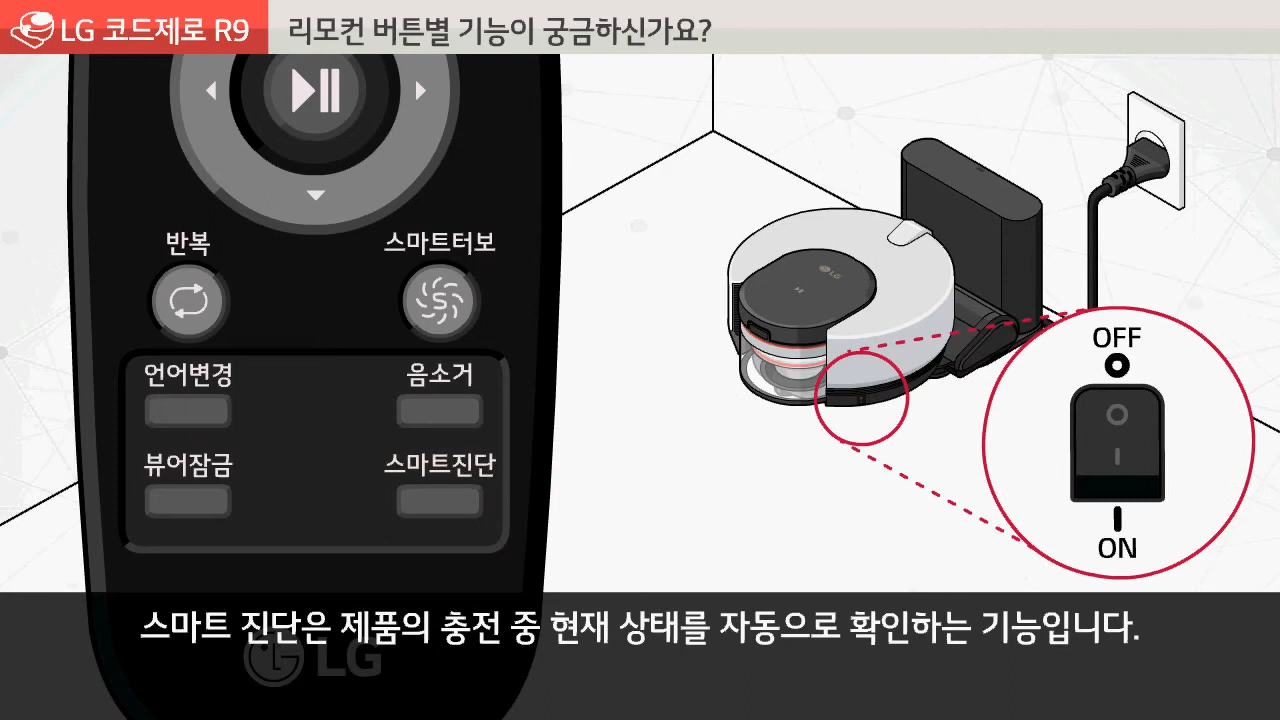 LG 코드제로 R9
리모컨 버튼별 기능이 궁금하신가요?
반복
스마트터보
언어변경
음소거
뷰어잠금
스마트진단
LG
OFF
ON
스마트 진단은 제품의 충전 중 현재 상태를 자동으로 확인하는 기능입니다.
LG